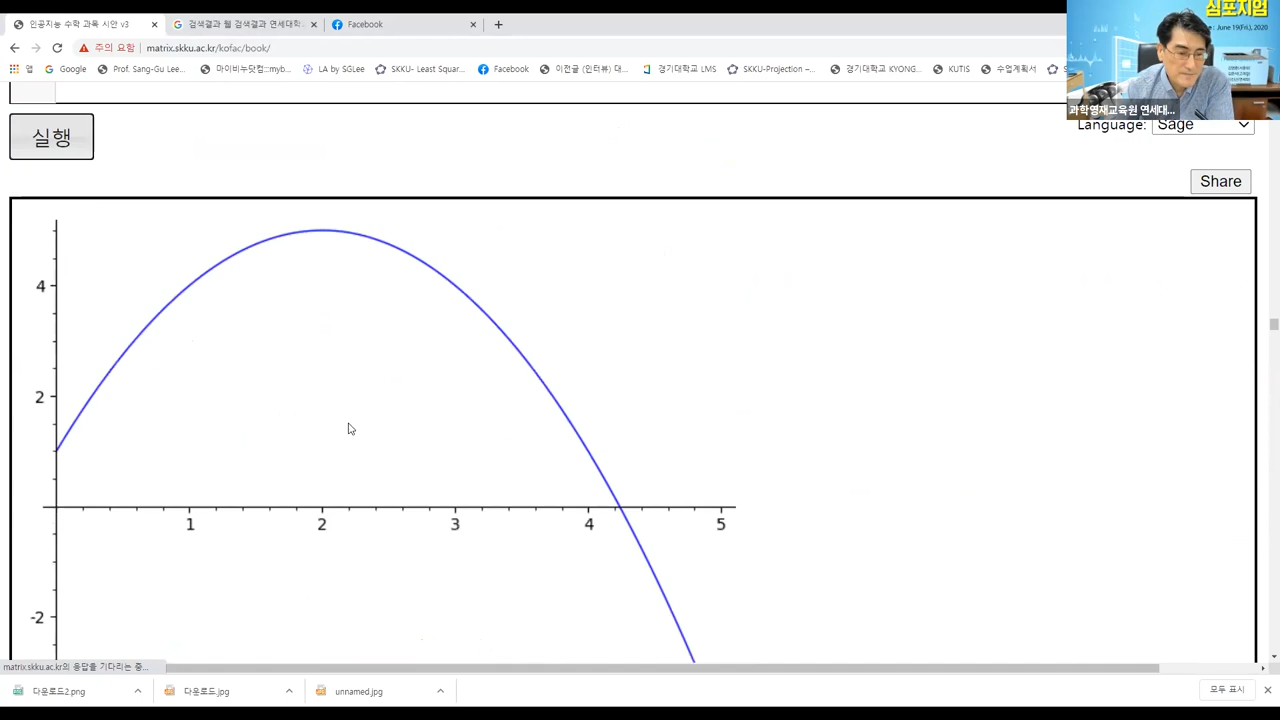 인공지능 수학 과목 시안 v3
검색결과 웹 검색결과 연세대학
Facebook
심포지엄
: June 19(Fri.), 2020
주의 요함
matrix.skku.ac.kr/kofac/book/
앱
Google
Prof. Sang-Gu Lee...
마이비누닷컴:::myb...
LA by SGLee
SKKU- Least Squar...
Facebook
이전글 (인터뷰) 대...
경기대학교 LMS
SKKU-Projection –...
경기대학교 KYONG...
KUTIS
수업계획서
과학영재교육원 연세대...
실행
Language:
Sage
Share
4
2
1
2
3
4
5
-2
matrix.skku.ac.kr의 응답을 기다리는 중...
다운로드2.png
다운로드.jpg
unnamed.jpg
모두 표시